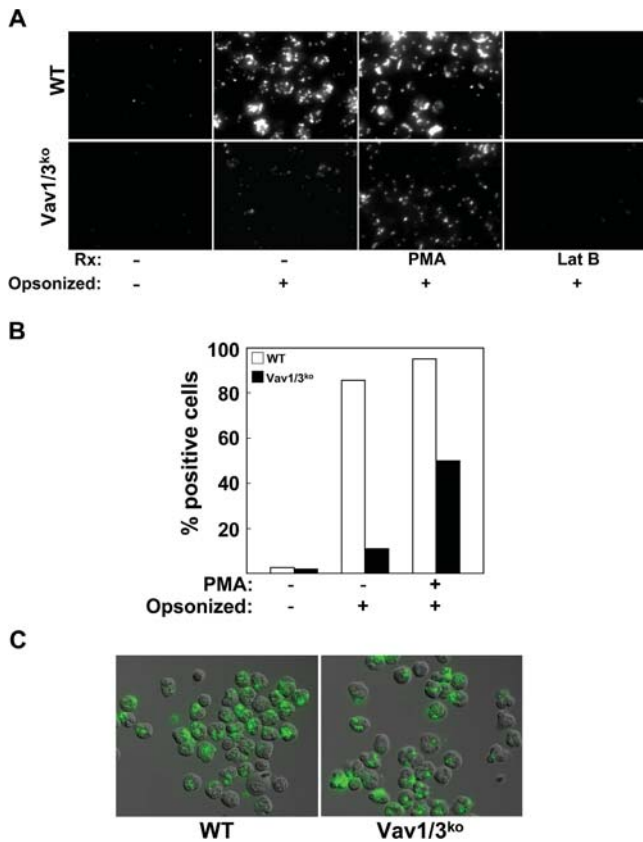 A
WT
Vav1/3ko
Rx: - - PMA Lat B
Opsonized: - + + +
B
100
80
60
40
20
% positive cells
WT
Vav1/3ko
PMA: - - +
Opsonized: - + +
C
WT Vav1/3ko